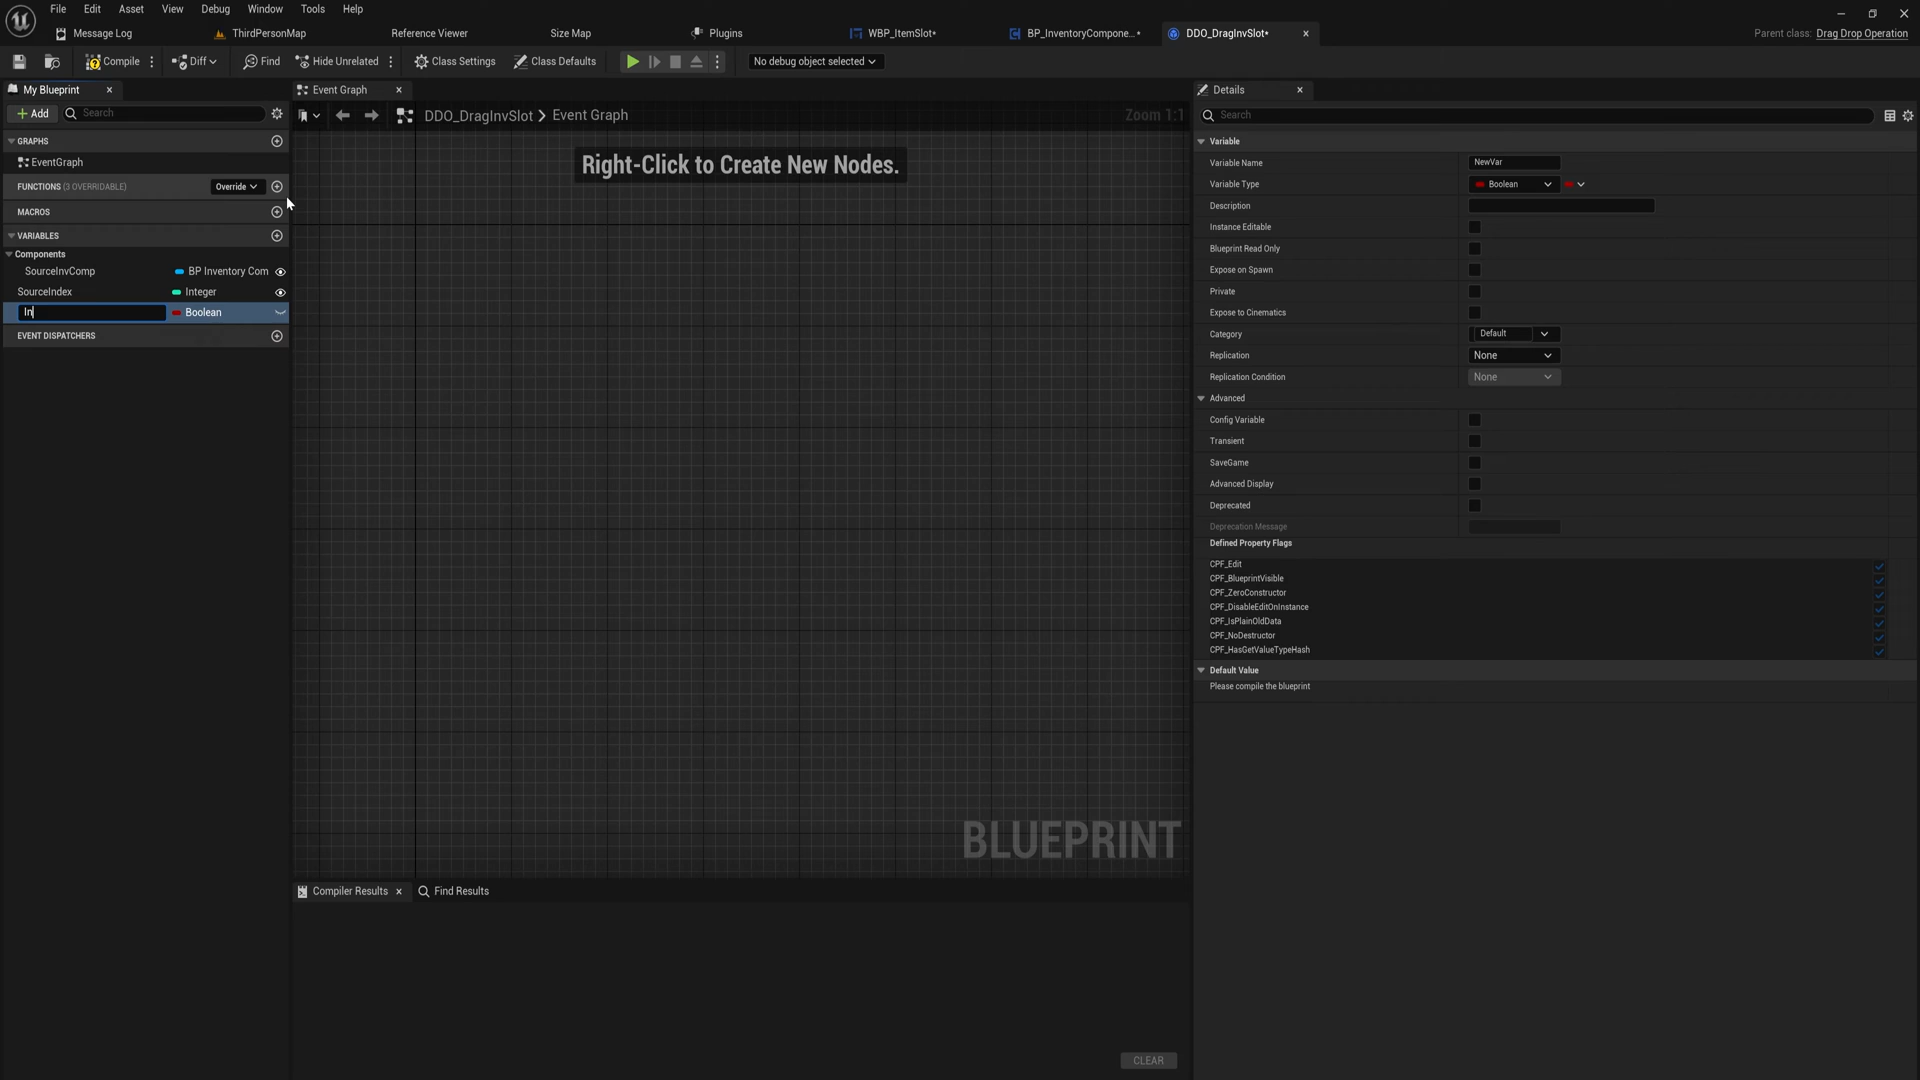 File Edit Asset View Debug Window Tools Help
Message Log ThirdPersonMap Reference Viewer Size Map Plugins WBP_ItemSlot* BP_InventoryCompone...* DDO_DragInvSlot* Parent class: Drag Drop Operation
Compile Diff Find Hide Unrelated Class Settings Class Defaults No debug object selected
My Blueprint
Add Search
GRAPHS
EventGraph
FUNCTIONS (3 OVERRIDABLE) Override
MACROS
VARIABLES
Components
SourceInvComp BP Inventory Com
SourceIndex Integer
In Boolean
EVENT DISPATCHERS
Event Graph
DDO_DragInvSlot > Event Graph Zoom 1:1
Right-Click to Create New Nodes.
BLUEPRINT
Compiler Results Find Results
CLEAR
Details
Search
Variable
Variable Name NewVar
Variable Type Boolean
Description
Instance Editable
Blueprint Read Only
Expose on Spawn
Private
Expose to Cinematics
Category Default
Replication None
Replication Condition None
Advanced
Config Variable
Transient
SaveGame
Advanced Display
Deprecated
Deprecation Message
Defined Property Flags
CPF_Edit
CPF_BlueprintVisible
CPF_ZeroConstructor
CPF_DisableEditOnInstance
CPF_IsPlainOldData
CPF_NoDestructor
CPF_HasGetValueTypeHash
Default Value
Please compile the blueprint